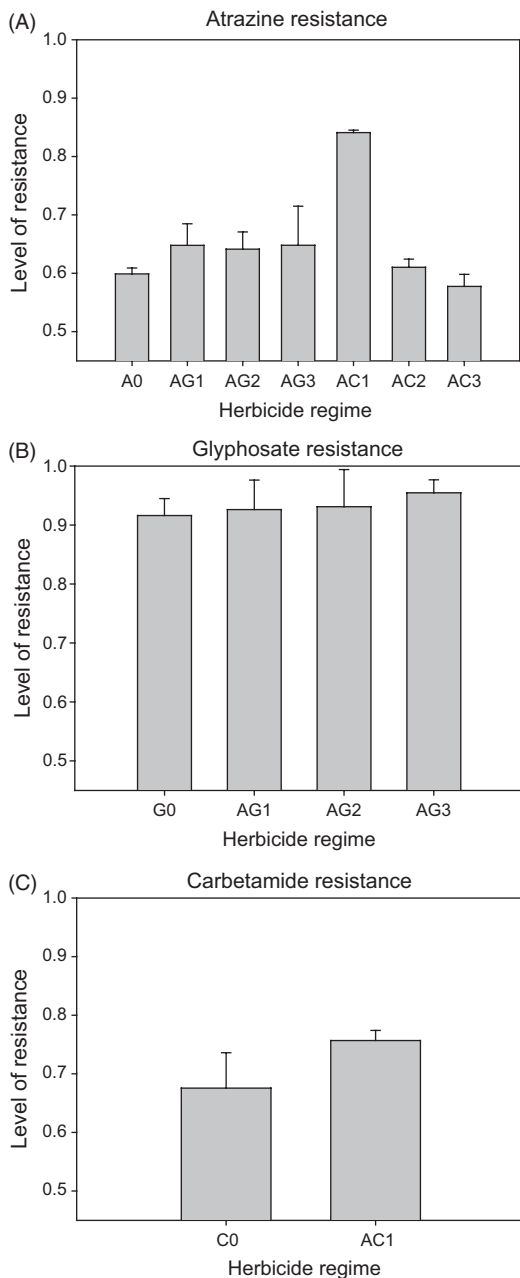 (A)
Atrazine resistance
1.0
0.9
0.8
0.7
0.6
0.5
Level of resistance
A0 AG1 AG2 AG3 AC1 AC2 AC3
Herbicide regime
(B)
Glyphosate resistance
1.0
0.9
0.8
0.7
0.6
0.5
Level of resistance
G0 AG1 AG2 AG3
Herbicide regime
(C)
Carbetamide resistance
1.0
0.9
0.8
0.7
0.6
0.5
Level of resistance
C0 AC1
Herbicide regime